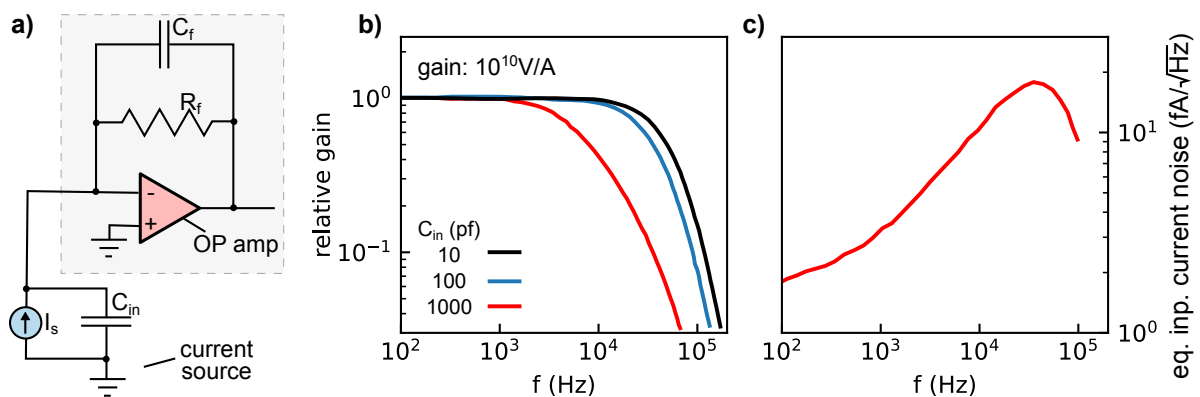 a)
C_f
R_f
-
+
OP amp
I_s
C_in
current
source
b)
gain: 10^10V/A
relative gain
10^0
10^-1
C_in (pf)
10
100
1000
10^2
10^3
10^4
10^5
f (Hz)
c)
10^2
10^3
10^4
10^5
f (Hz)
10^1
10^0
eq. inp. current noise (fA/√Hz)